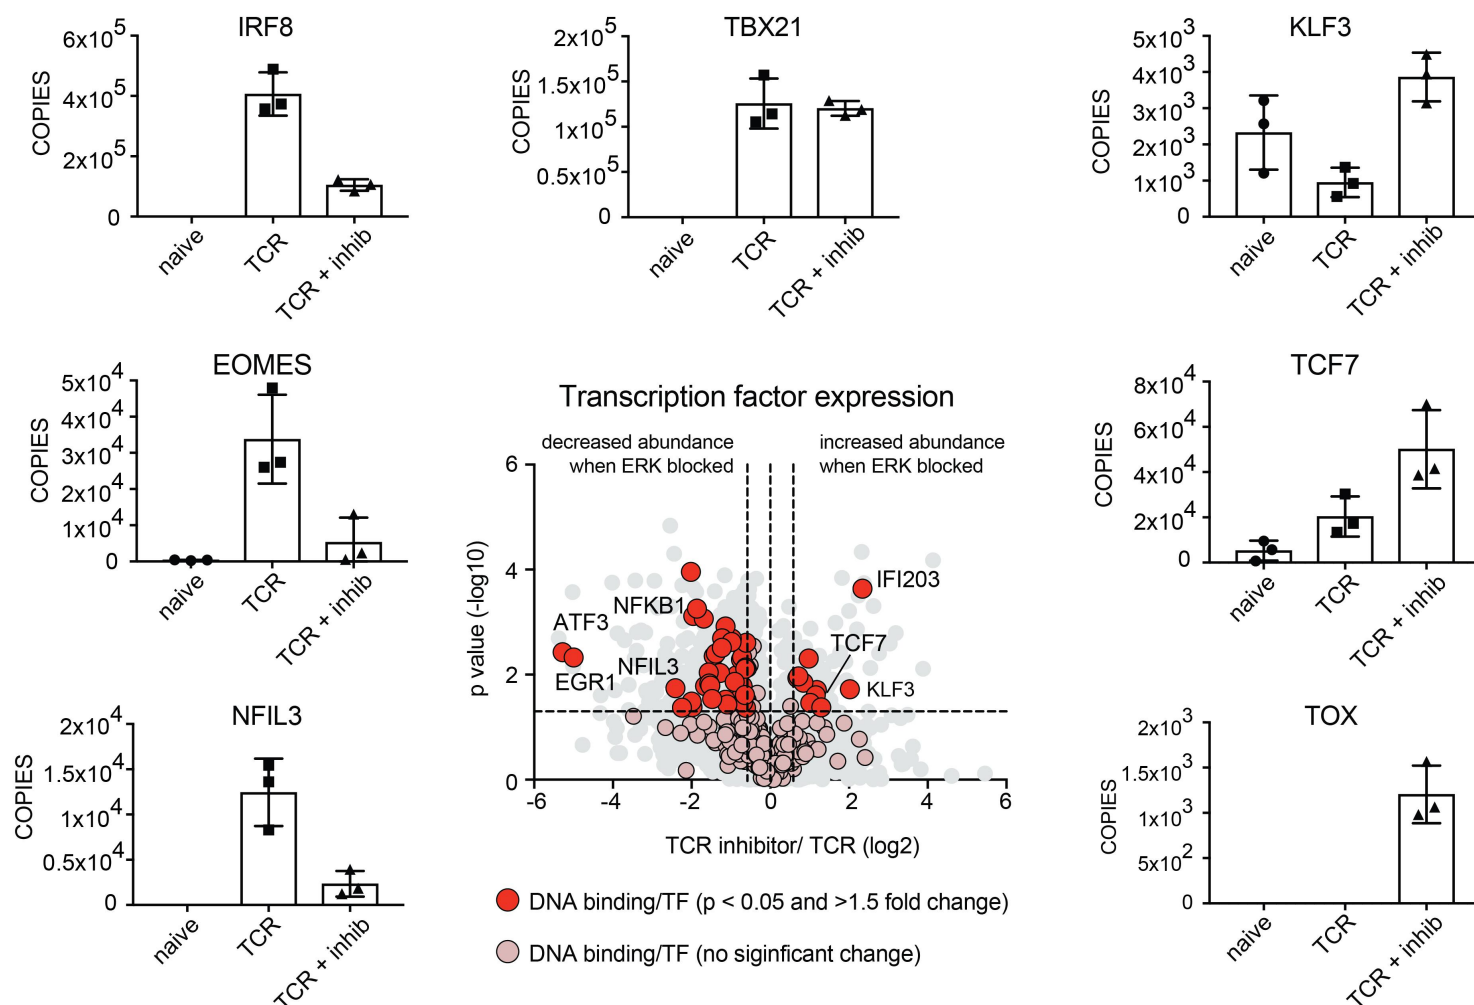 IRF8
COPIES
6x10^5
4x10^5
2x10^5
0
naive
TCR
TCR + inhib
TBX21
COPIES
2x10^5
1.5x10^5
1x10^5
0.5x10^5
0
naive
TCR
TCR + inhib
KLF3
COPIES
5x10^3
4x10^3
3x10^3
2x10^3
1x10^3
0
naive
TCR
TCR + inhib
EOMES
COPIES
5x10^4
4x10^4
3x10^4
2x10^4
1x10^4
0
naive
TCR
TCR + inhib
Transcription factor expression
decreased abundance
when ERK blocked
increased abundance
when ERK blocked
p value (-log10)
6
4
2
0
-6
-4
-2
0
2
4
6
IFI203
NFKB1
ATF3
TCF7
NFIL3
EGR1
KLF3
TCR inhibitor/ TCR (log2)
DNA binding/TF (p < 0.05 and >1.5 fold change)
DNA binding/TF (no siginficant change)
TCF7
COPIES
8x10^4
6x10^4
4x10^4
2x10^4
0
naive
TCR
TCR + inhib
NFIL3
COPIES
2x10^4
1.5x10^4
1x10^4
0.5x10^4
0
naive
TCR
TCR + inhib
TOX
COPIES
2x10^3
1.5x10^3
1x10^3
5x10^2
0
naive
TCR
TCR + inhib